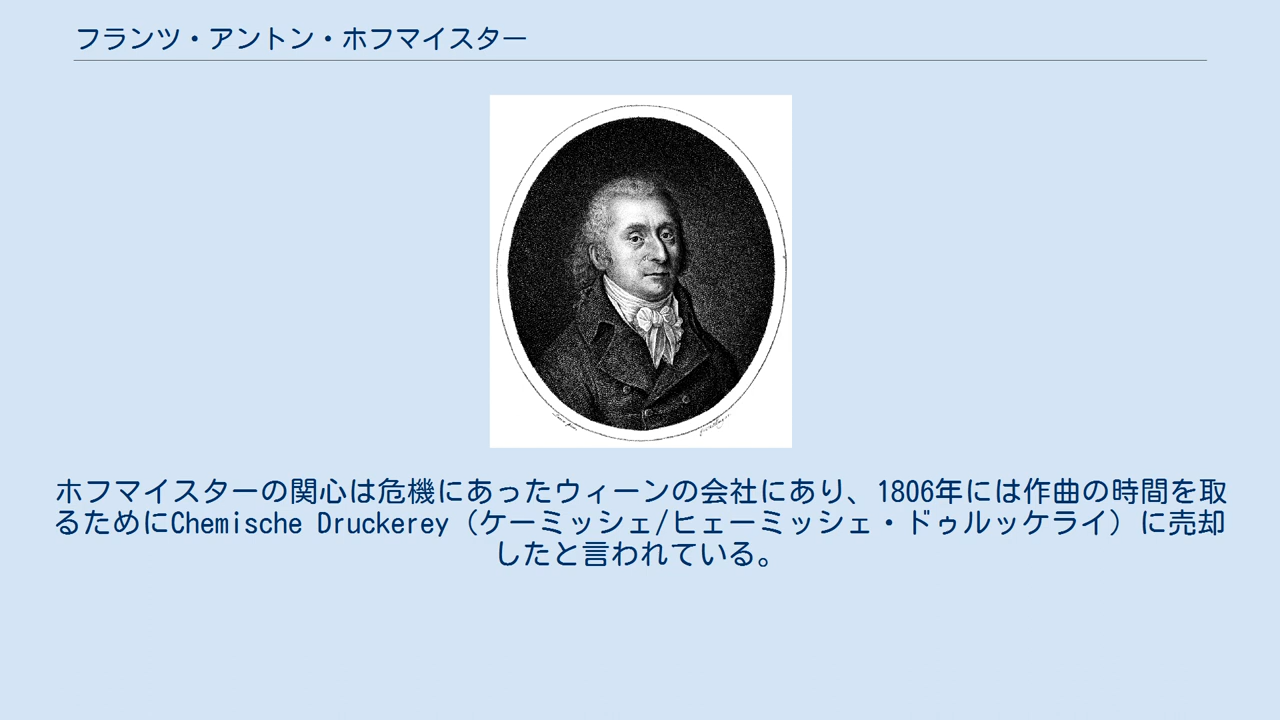 フランツ・アントン・ホフマイスター
ホフマイスターの関心は危機にあったウィーンの会社にあり、1806年には作曲の時間を取
るためにChemische Druckerey（ケーミッシェ/ヒェーミッシェ・ドゥルッケライ）に売却
したと言われている。